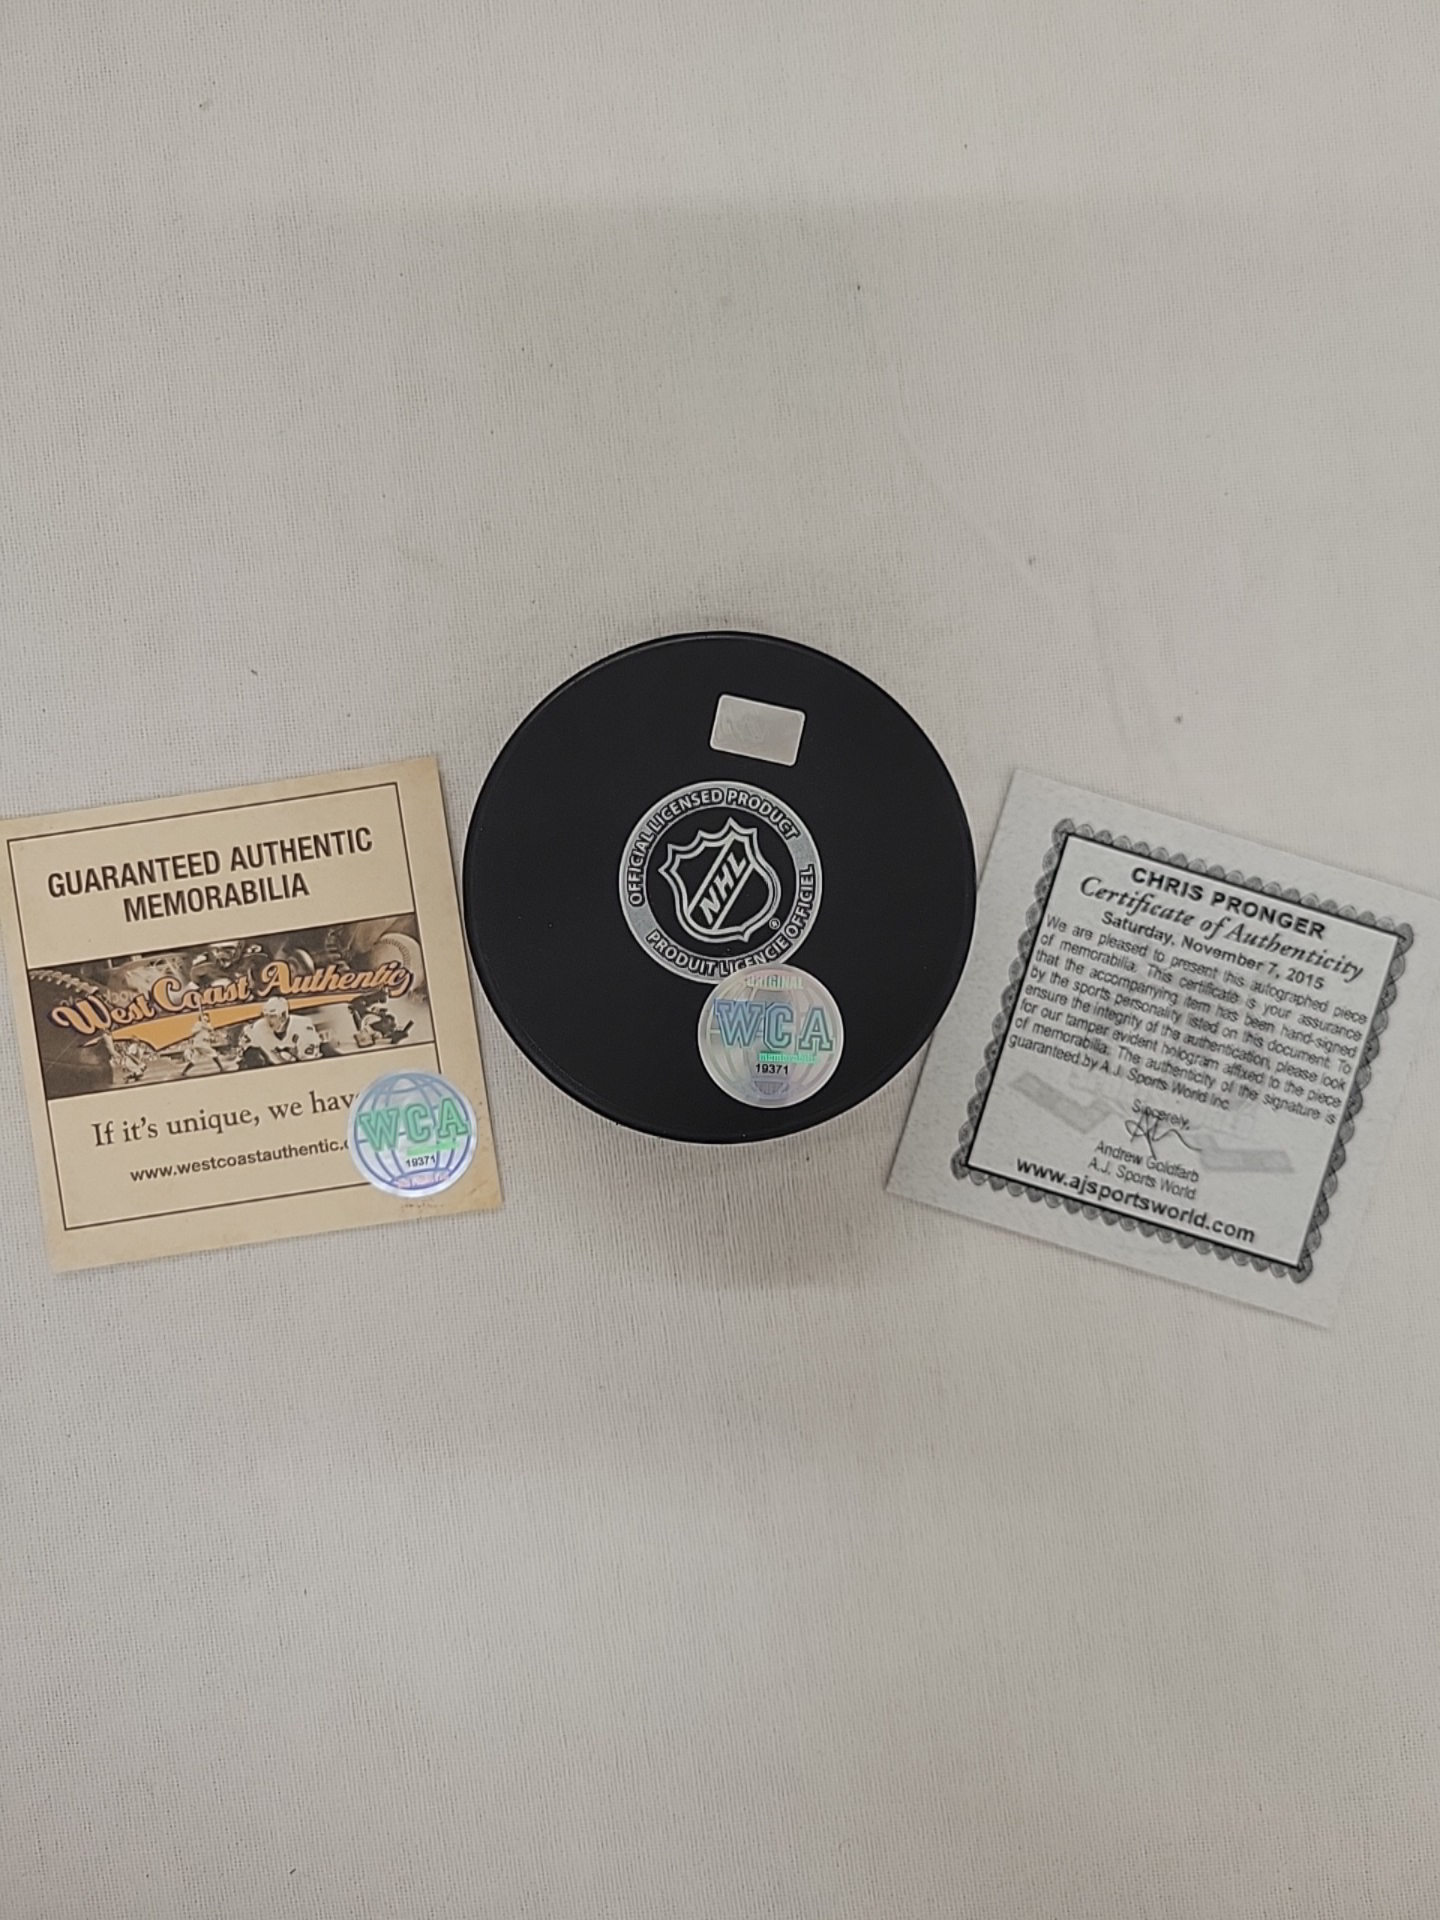 GUARANTEED AUTHENTIC
MEMORABILIA
West Coast Authentic
If it's unique, we hav
www.westcoastauthentic.
WCA
19371
OFFICIAL LICENSED PRODUCT
NHL
®
PRODUIT LICENCIE OFFICIEL
ORIGINAL
WCA
memorabilia
19371
CHRIS PRONGER
Certificate of Authenticity
Saturday, November 7, 2015
We are pleased to present this autographed piece
of memorabilia. This certificate is your assurance
that the accompanying item has been hand-signed
by the sports personality listed on this document. To
ensure the integrity of the authentication, please look
for our tamper evident hologram affixed to the piece
of memorabilia. The authenticity of the signature is
guaranteed by A.J. Sports World Inc.
Sincerely,
Andrew Goldfarb
A.J. Sports World
www.ajsportsworld.com